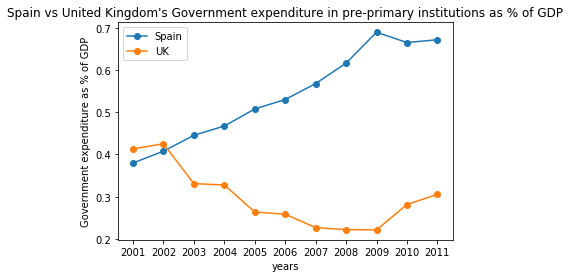 Spain vs United Kingdom's Government expenditure in pre-primary institutions as % of GDP
Spain
UK
Government expenditure as % of GDP
0.7
0.6
0.5
0.4
0.3
0.2
2001 2002 2003 2004 2005 2006 2007 2008 2009 2010 2011
years